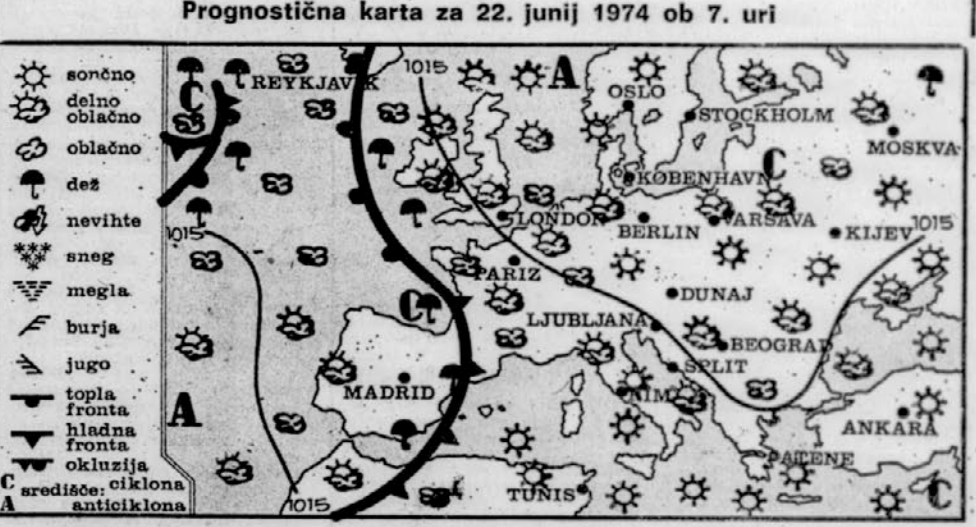 Prognostična karta za 22. junij 1974 ob 7. uri
sončno
delno
oblačno
oblačno
dež
nevihte
sneg
megla
burja
jugo
topla
fronta
hladna
fronta
okluzija
C središče: ciklona
A anticiklona
C
REYKJAVIK
1015
A
OSLO
STOCKHOLM
MOSKVA
C
KØBENHAVN
LONDON
BERLIN
VARŠAVA
KIJEV
1015
1015
PARIZ
DUNAJ
C
LJUBLJANA
BEOGRAD
SPLIT
MADRID
RIM
A
ANKARA
ATENE
1015
TUNIS
C